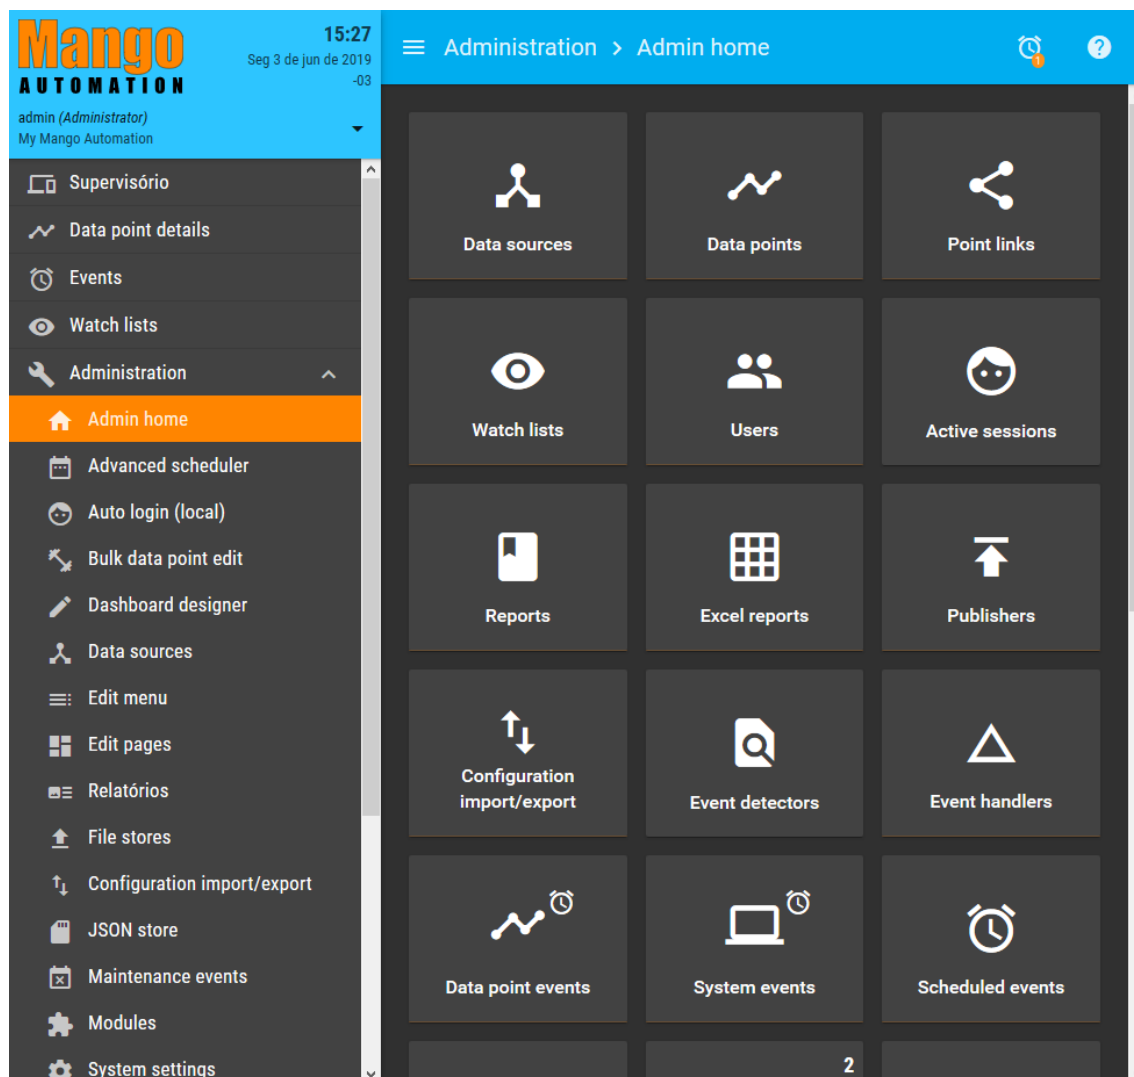 Mango
AUTOMATION
15:27
Seg 3 de jun de 2019
-03
admin (Administrator)
My Mango Automation
Supervisório
Data point details
Events
Watch lists
Administration
Admin home
Advanced scheduler
Auto login (local)
Bulk data point edit
Dashboard designer
Data sources
Edit menu
Edit pages
Relatórios
File stores
Configuration import/export
JSON store
Maintenance events
Modules
System settings
Administration > Admin home
1
?
Data sources
Data points
Point links
Watch lists
Users
Active sessions
Reports
Excel reports
Publishers
Configuration
import/export
Event detectors
Event handlers
Data point events
System events
Scheduled events
2